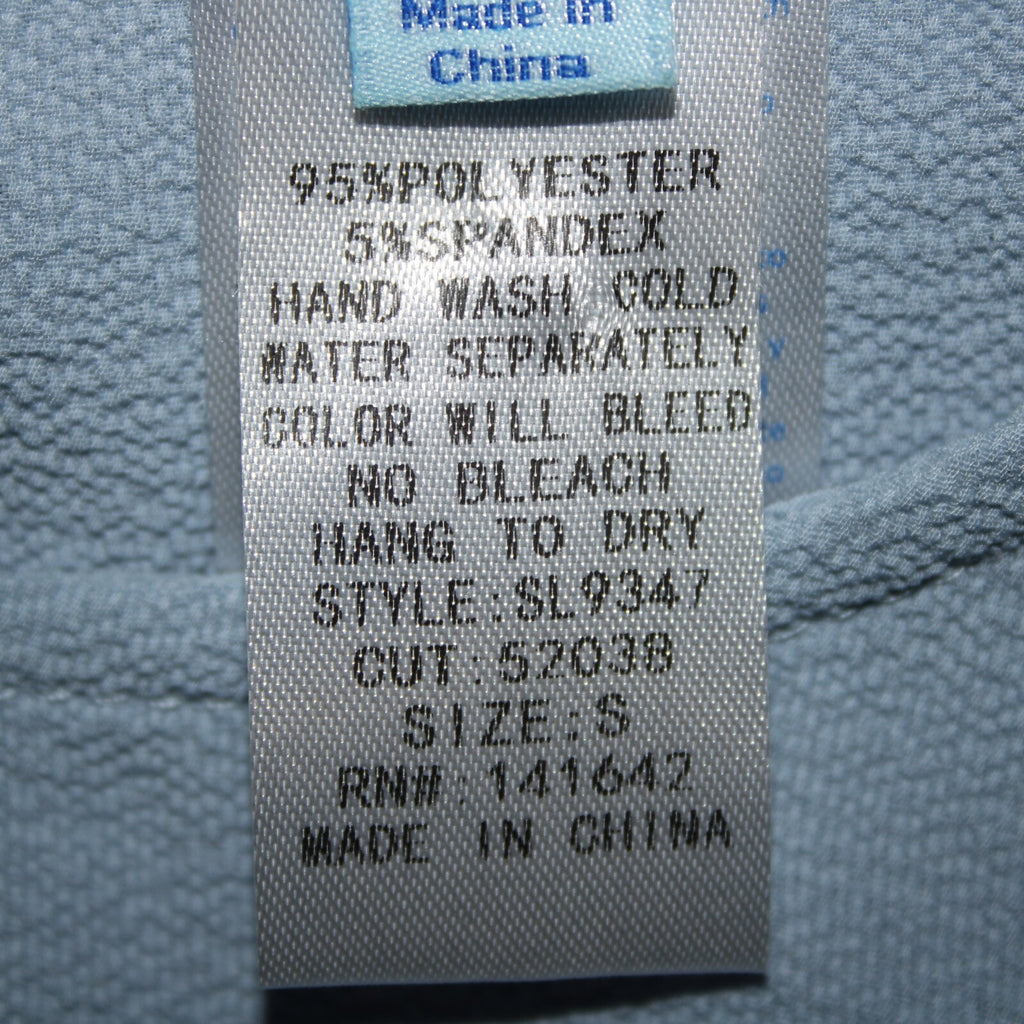 Made in
China
95%POLYESTER
5%SPANDEX
HAND WASH COLD
WATER SEPARATELY
COLOR WILL BLEED
NO BLEACH
HANG TO DRY
STYLE:SL9347
CUT:52038
SIZE:S
RN#:141642
MADE IN CHINA